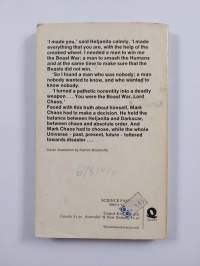 'I made you,' said Heljanita calmly. 'I made
everything that you are, with the help of the
crashed wheel. I needed a man to win me
the Beast War: a man to smash the Humans
and at the same time to make sure that the
Beasts did not win.
'So I found a man who was nobody; a man
nobody wanted to know, and who wanted to
know nobody.
'I turned a pathetic nonentity into a deadly
weapon . . . You were the Beast War, Lord
Chaos.'
Faced with this truth about himself, Mark
Chaos had to make a decision. He held the
balance between Heljanita and Darkscar,
between chaos and absolute order. And
Chaos had to choose, while the whole
Universe - past, present, future - tottered
towards disaster . . .
Cover illustration by Patrick Woodroffe
SCIENCE